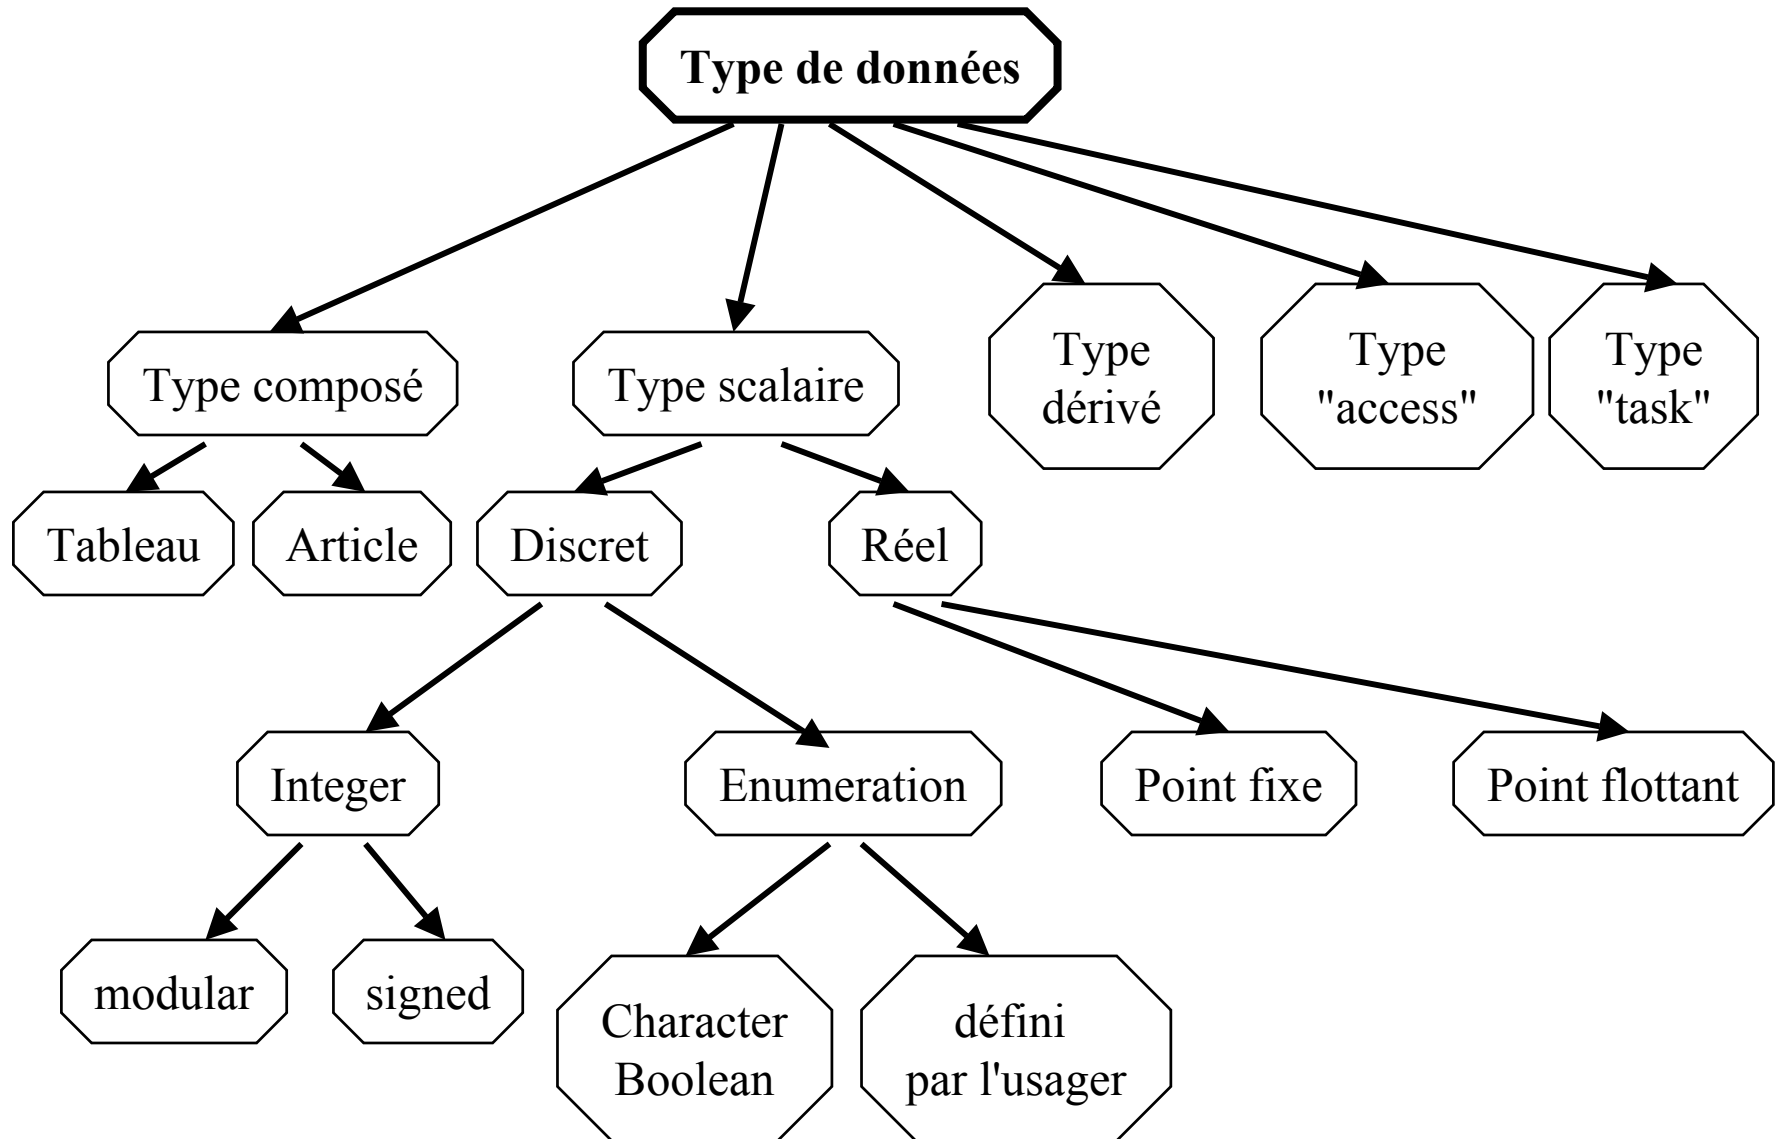 Type de données
Type composé
Type scalaire
Type
dérivé
Type
"access"
Type
"task"
Tableau
Article
Discret
Réel
Integer
Enumeration
Point fixe
Point flottant
modular
signed
Character
Boolean
défini
par l'usager